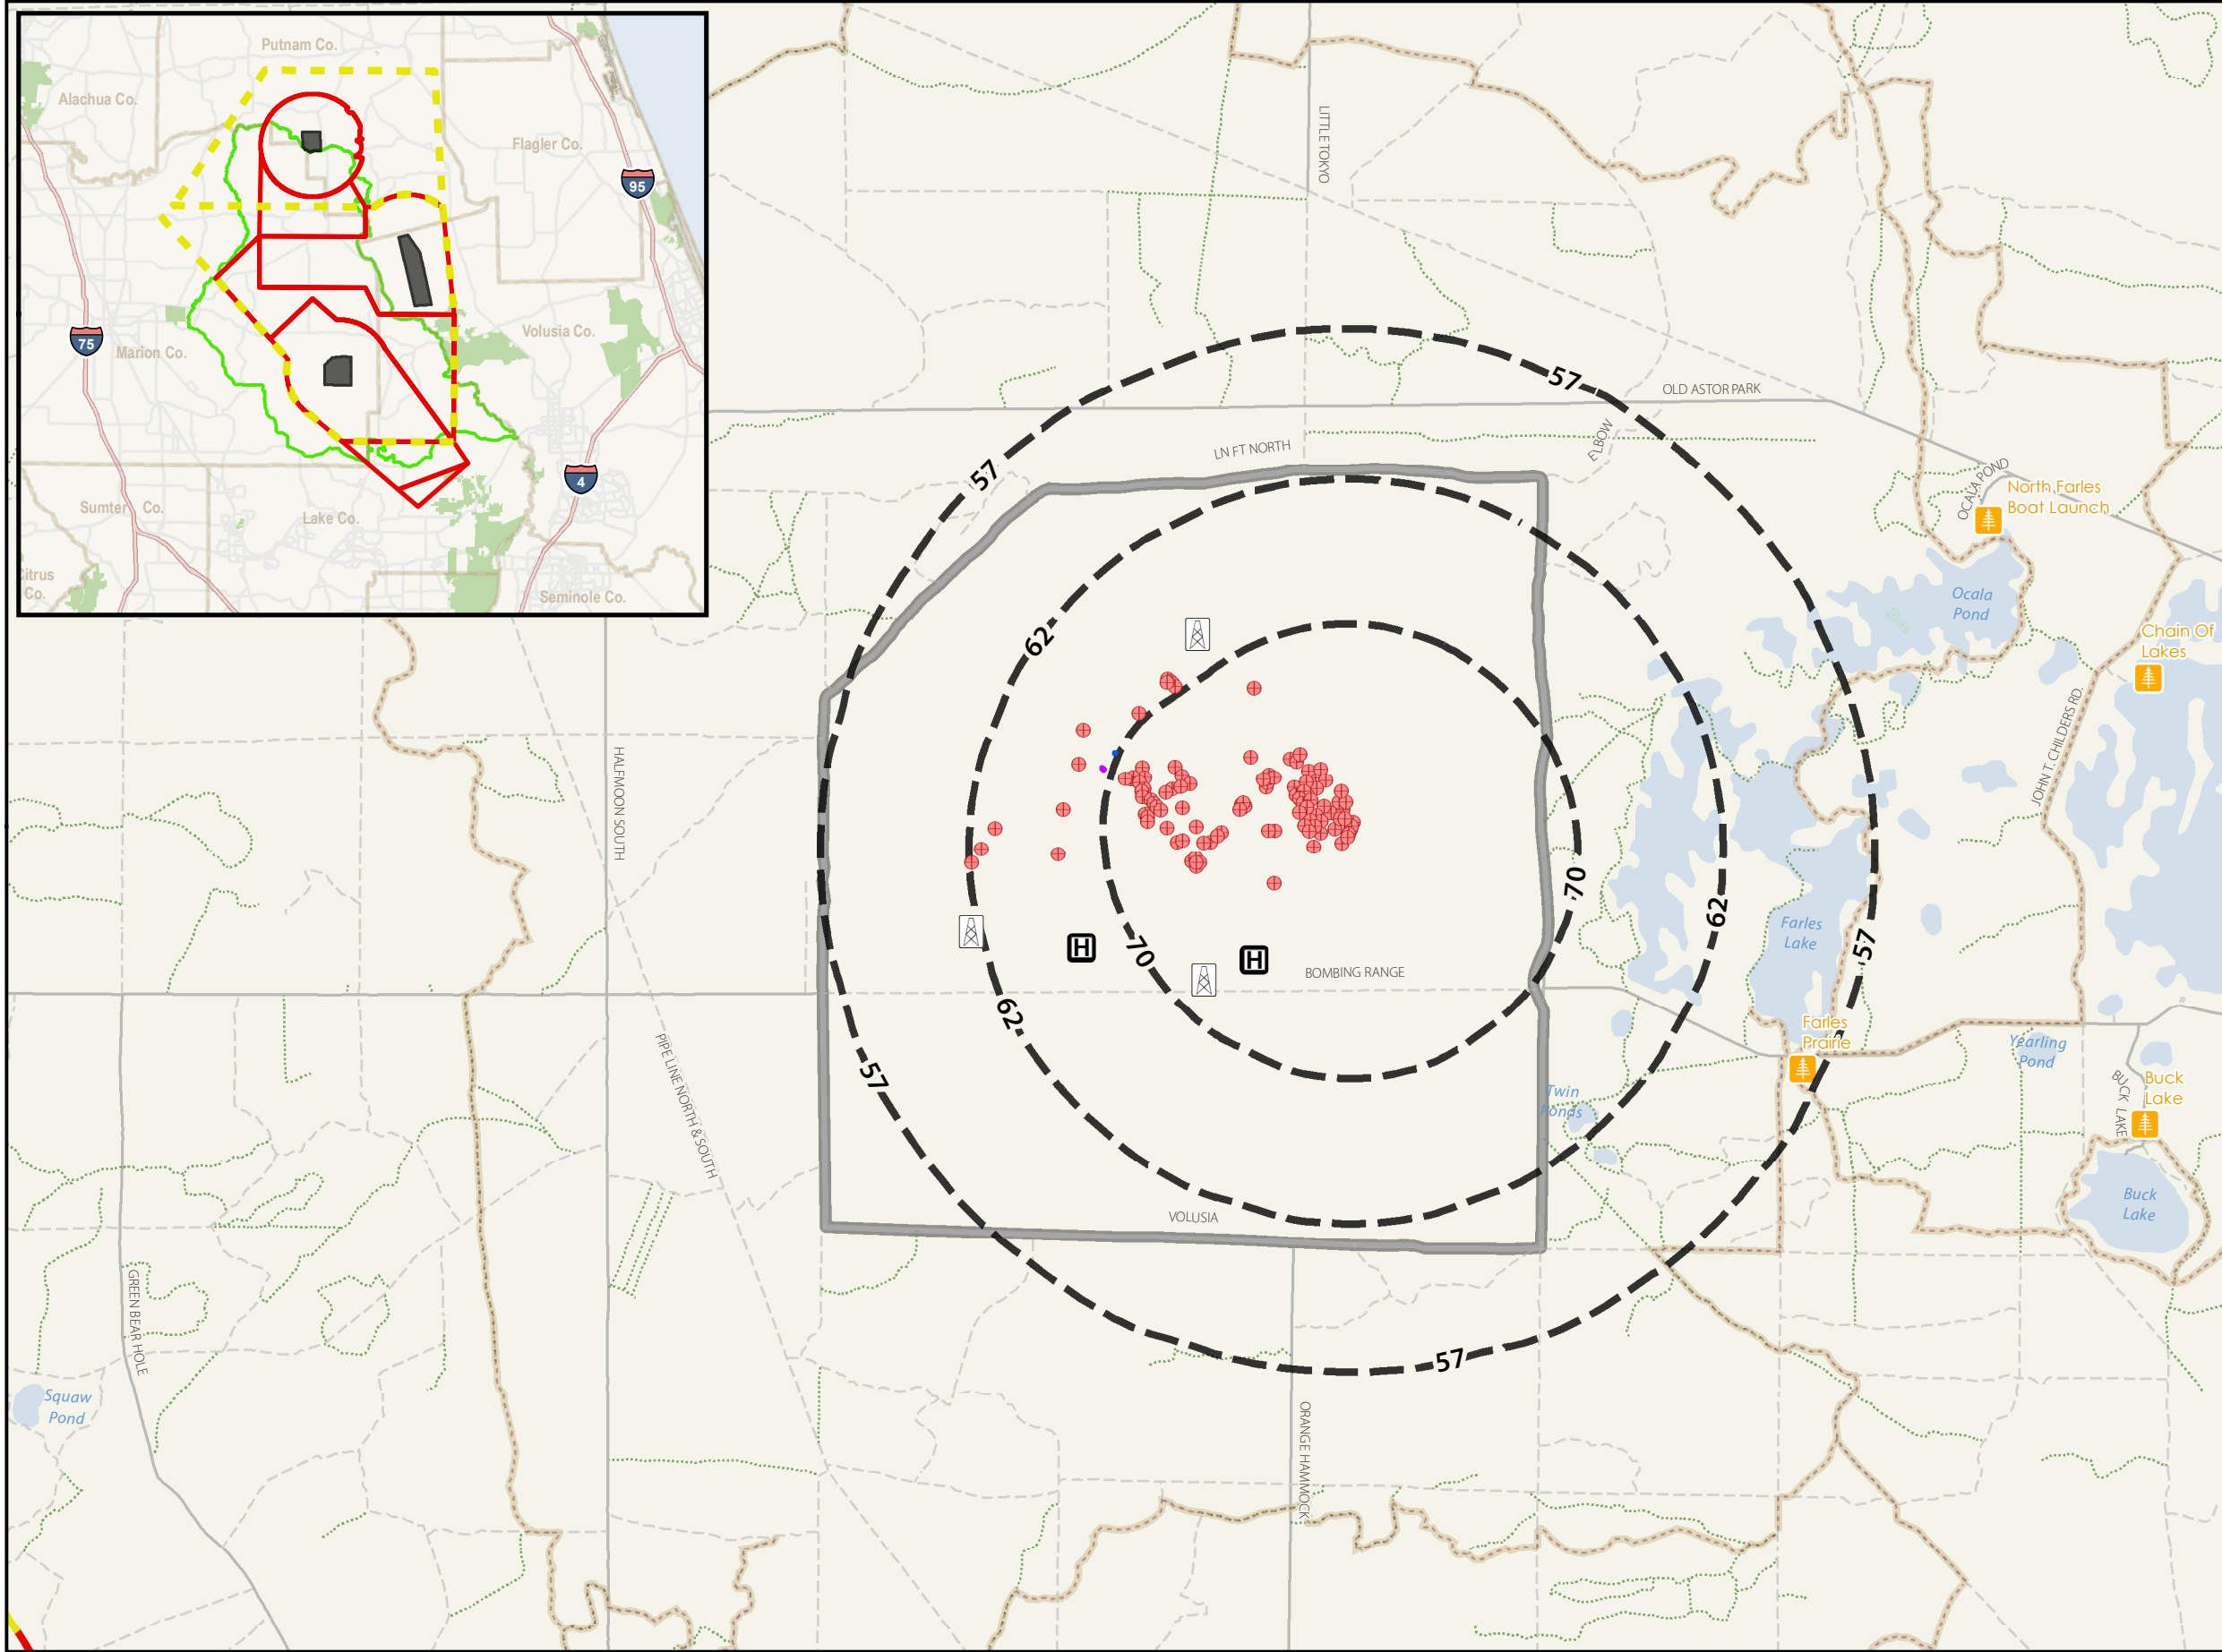 Putnam Co.
Alachua Co.
Flagler Co.
95
Volusia Co.
75
Marion Co.
4
Sumter Co.
Lake Co.
Citrus
Co.
Seminole Co.
LITTLE TOKYO
57
OLD ASTOR PARK
ELBOW
LN FT NORTH
57
OCALA POND
North Farles
Boat Launch
Ocala
Pond
Chain Of
Lakes
62
JOHN T. CHILDERS RD.
HALFMOON SOUTH
70
62
57
Farles
Lake
H
70
H
BOMBING RANGE
62
Farles
Prairie
Yearling
Pond
57
PIPE LINE NORTH & SOUTH
Twin
Ponds
BUCK LAKE
Buck
Lake
VOLUSIA
Buck
Lake
GREEN BEAR HOLE
57
Squaw
Pond
ORANGE HAMMOCK